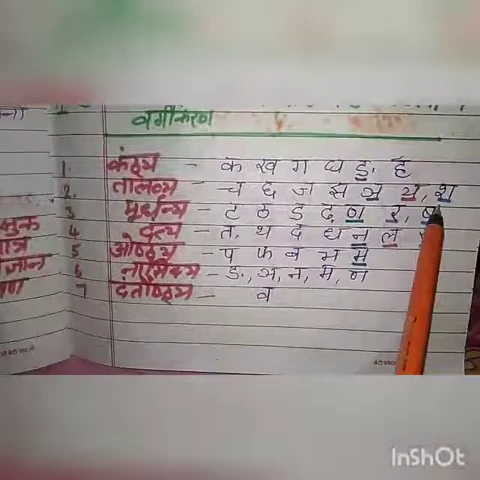 वर्गीकरण
1. कंठ्य - क ख ग घ ङ. ह
2. तालव्य - च छ ज झ ञ य, श
3 मूर्धन्य - ट ठ ड ढ ण र, ष
4 दन्त्य - त. थ द ध न ल
5 ओष्ठ्य - प फ ब भ म
6 नासिक्य - ङ., ञ, न, म, ण
7 दंतोष्ठ्य - व
InShOt